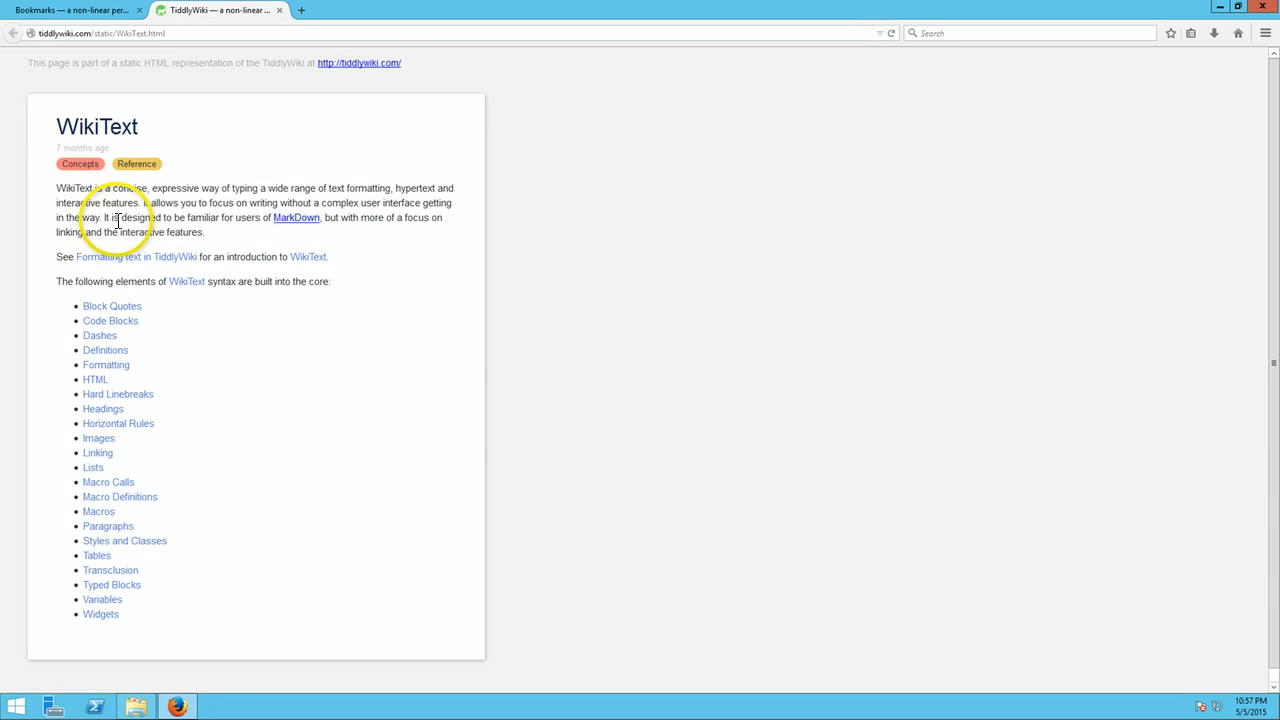 Bookmarks — a non-linear per...
TiddlyWiki — a non-linear ...
tiddlywiki.com/static/WikiText.html
Search
This page is part of a static HTML representation of the TiddlyWiki at http://tiddlywiki.com/
WikiText
7 months ago
Concepts Reference
WikiText is a concise, expressive way of typing a wide range of text formatting, hypertext and
interactive features. It allows you to focus on writing without a complex user interface getting
in the way. It is designed to be familiar for users of MarkDown, but with more of a focus on
linking and the interactive features.
See Formatting text in TiddlyWiki for an introduction to WikiText.
The following elements of WikiText syntax are built into the core:
Block Quotes
Code Blocks
Dashes
Definitions
Formatting
HTML
Hard Linebreaks
Headings
Horizontal Rules
Images
Linking
Lists
Macro Calls
Macro Definitions
Macros
Paragraphs
Styles and Classes
Tables
Transclusion
Typed Blocks
Variables
Widgets
10:57 PM
5/5/2015